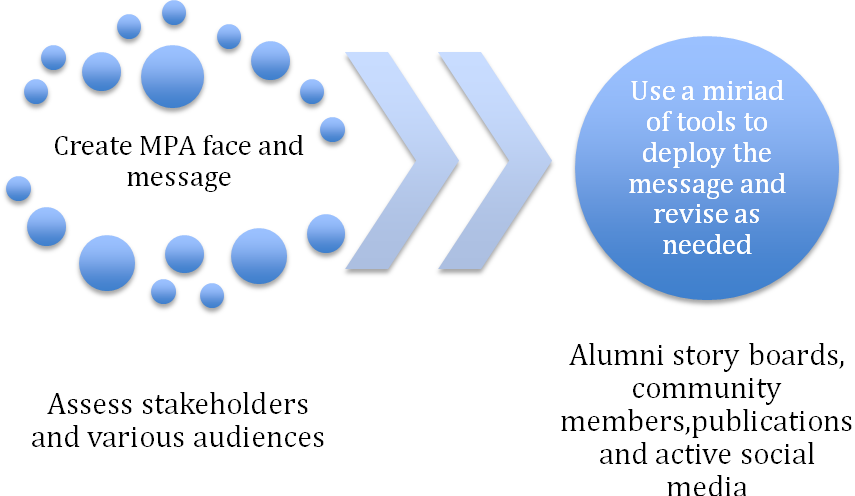 Create MPA face and
message
Use a miriad
of tools to
deploy the
message and
revise as
needed
Assess stakeholders
and various audiences
Alumni story boards,
community
members,publications
and active social
media